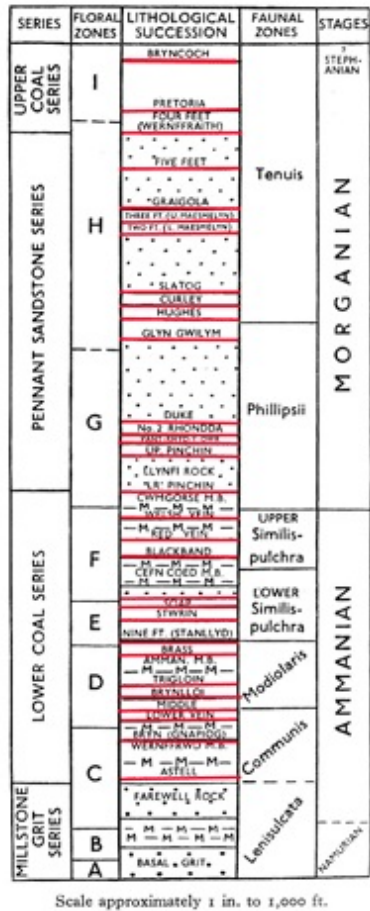 SERIES
FLORAL
ZONES
LITHOLOGICAL
SUCCESSION
FAUNAL
ZONES
STAGES
UPPER
COAL
SERIES
PENNANT SANDSTONE SERIES
LOWER COAL SERIES
MILLSTONE
GRIT
SERIES
I
H
G
F
E
D
C
B
A
BRYNCOCH
PRETORIA
FOUR FEET
(WERNFFRAITH)
FIVE FEET
GRAIGOLA
THREE FT. (U. MAESMELYN)
TWO FT. (L. MAESMELYN)
SLATOG
CURLEY
HUGHES
GLYN GWILYM
DUKE
No. 2 RHONDDA
UP. PINCHIN
LLYNFI ROCK
"LR" PINCHIN
CWMGORSE M.B.
M M M
WELSH VEIN
M M M
RED VEIN
BLACKBAND
CEFN COED M.B.
M M M
SOAP
STWRIN
NINE FT. (STANLLYD)
BRASS
AMMAN. M.B.
M M M
TRIGLOIN
BRYNLLOI
MIDDLE
LOWER VEIN
M M M
BRYN (GNAPIOG)
WERNFFRWD M.B.
M M M
ASTELL
FAREWELL ROCK
M M M
M M
BASAL GRIT
Tenuis
Phillipsii
UPPER
Similis-
pulchra
LOWER
Similis-
pulchra
Modiolaris
Communis
Lenisulcata
?
STEPH-
ANIAN
MORGANIAN
AMMANIAN
NAMURIAN
Scale approximately 1 in. to 1,000 ft.